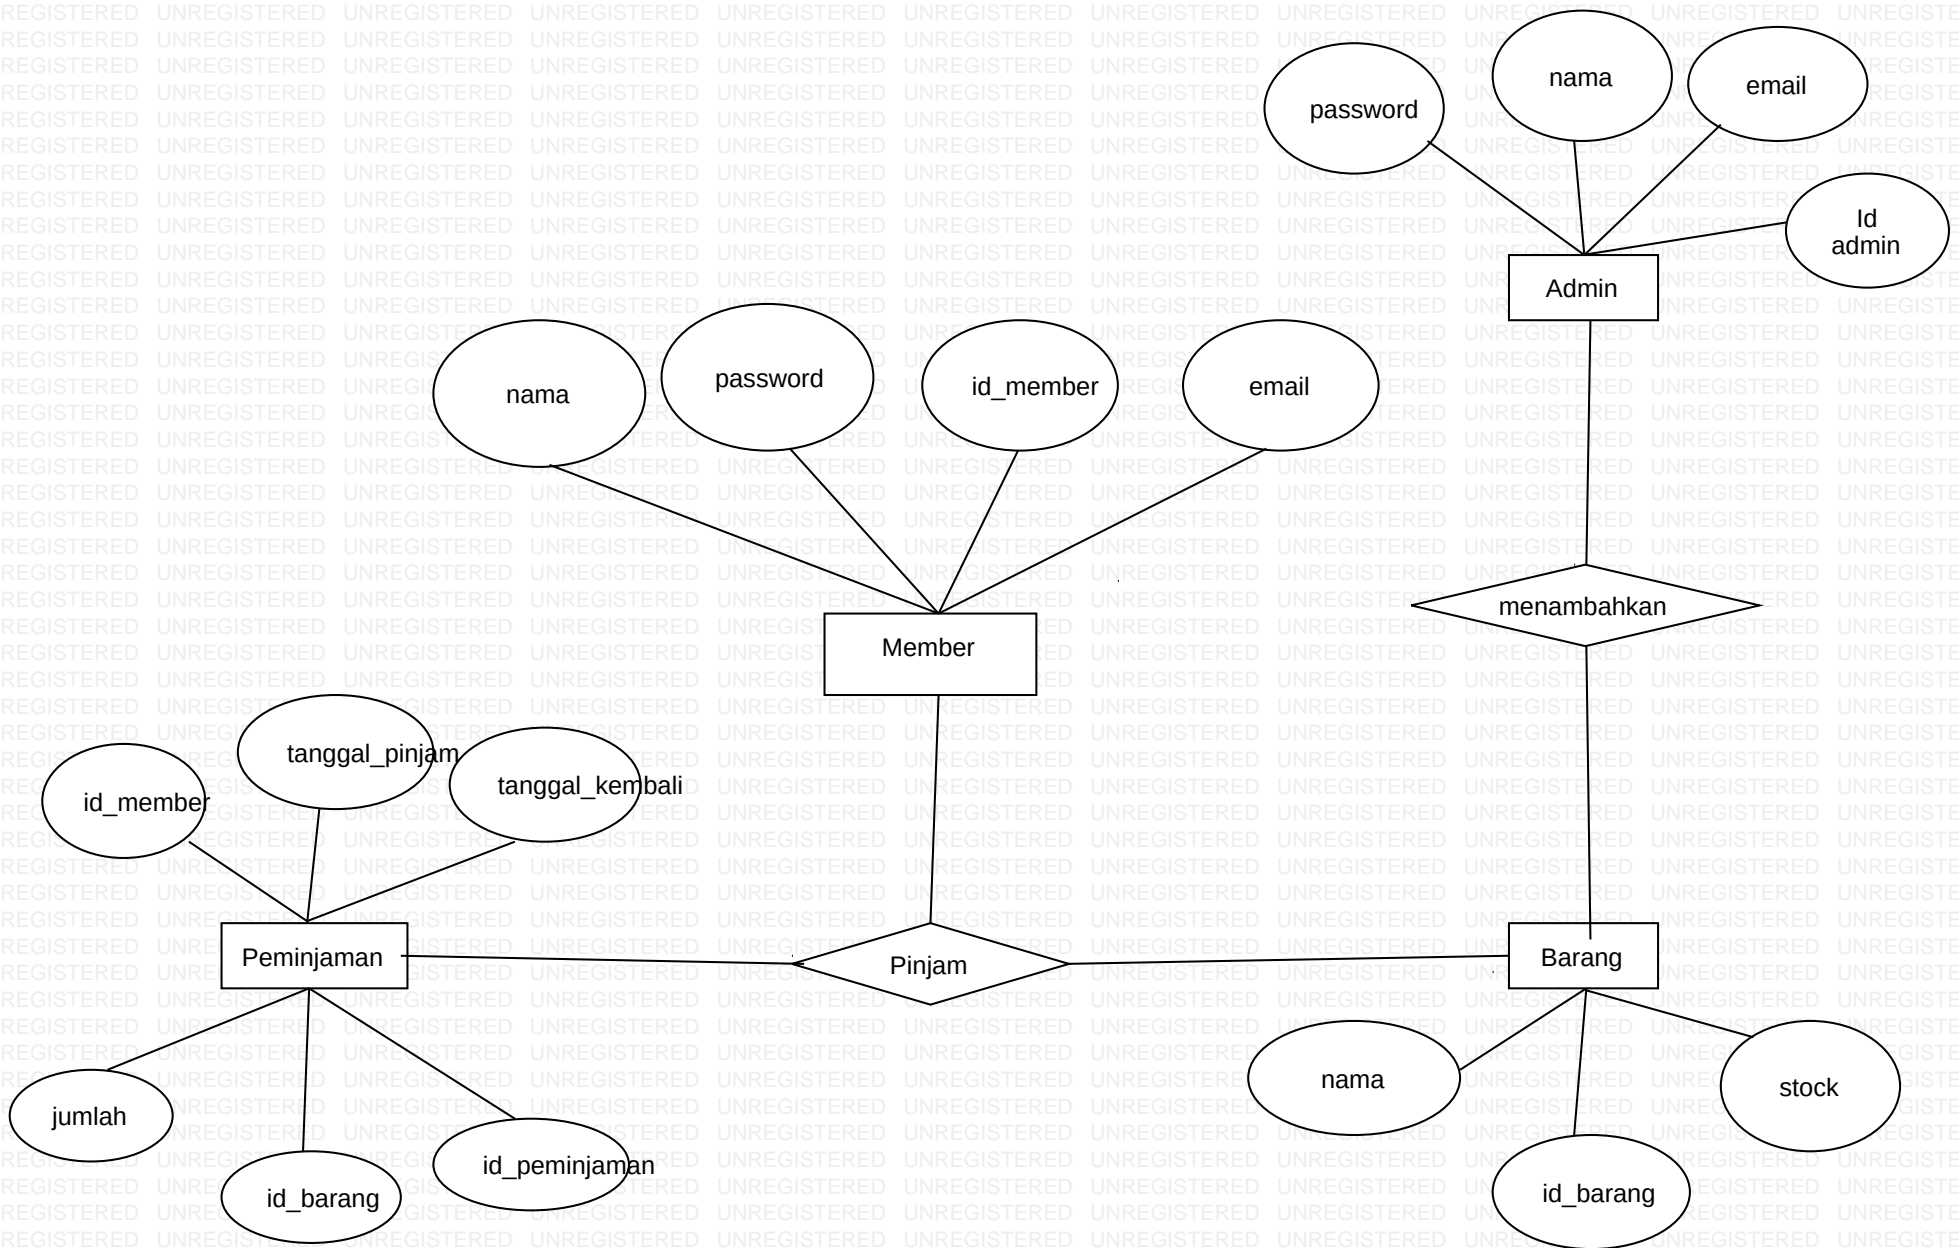 nama
email
password
Id
admin
Admin
nama
password
id_member
email
menambahkan
Member
tanggal_pinjam
tanggal_kembali
id_member
Peminjaman
Pinjam
Barang
nama
stock
jumlah
id_peminjaman
id_barang
id_barang
UNREGISTERED